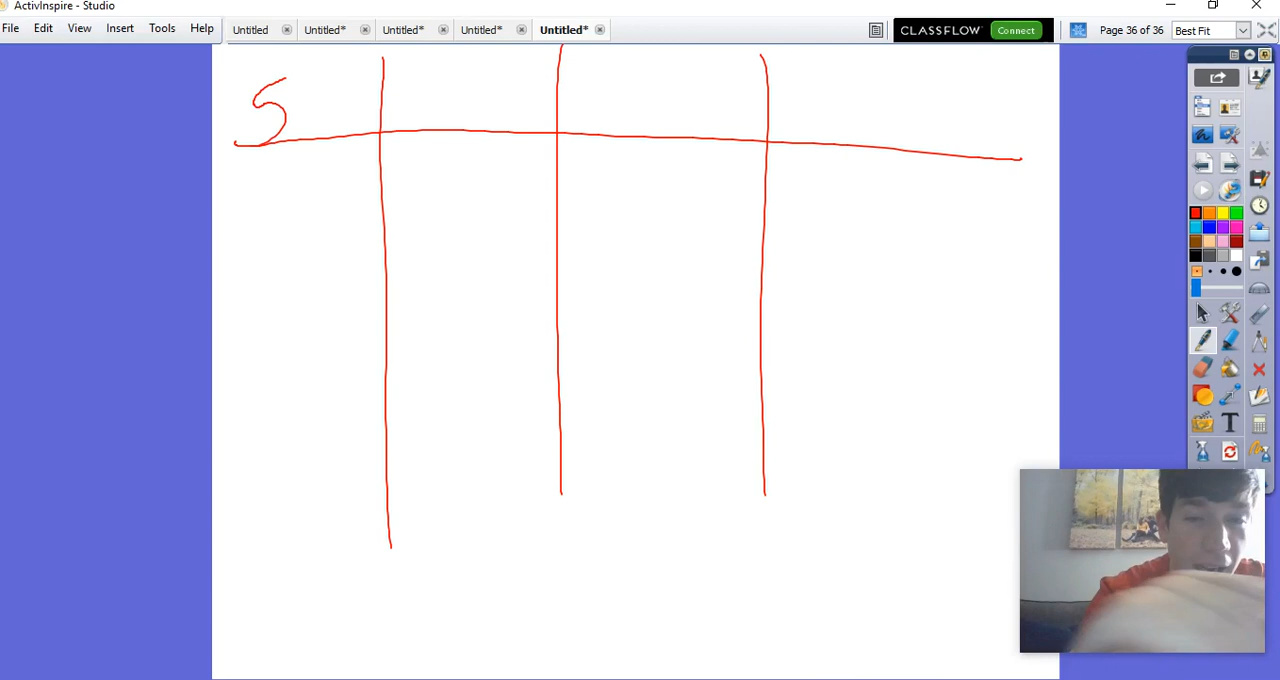 ActivInspire - Studio
File Edit View Insert Tools Help Untitled Untitled* Untitled* Untitled* Untitled* CLASSFLOW Connect Page 36 of 36 Best Fit
S
T